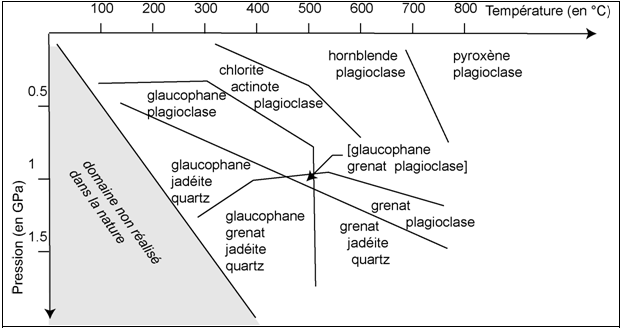 100 200 300 400 500 600 700 800 Température (en °C)
hornblende
plagioclase
pyroxène
plagioclase
chlorite
actinote
plagioclase
0.5
glaucophane
plagioclase
[glaucophane
grenat plagioclase]
glaucophane
jadéite
quartz
1
domaine non réalisé
dans la nature
grenat
plagioclase
glaucophane
grenat
jadéite
quartz
grenat
jadéite
quartz
1.5
Pression (en GPa)